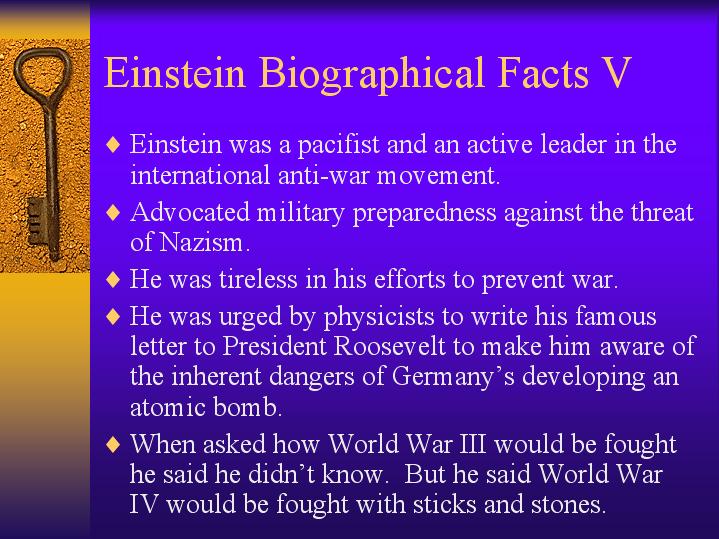 Einstein Biographical Facts V
Einstein was a pacifist and an active leader in the
international anti-war movement.
Advocated military preparedness against the threat
of Nazism.
He was tireless in his efforts to prevent war.
He was urged by physicists to write his famous
letter to President Roosevelt to make him aware of
the inherent dangers of Germany’s developing an
atomic bomb.
When asked how World War III would be fought
he said he didn’t know.  But he said World War
IV would be fought with sticks and stones.